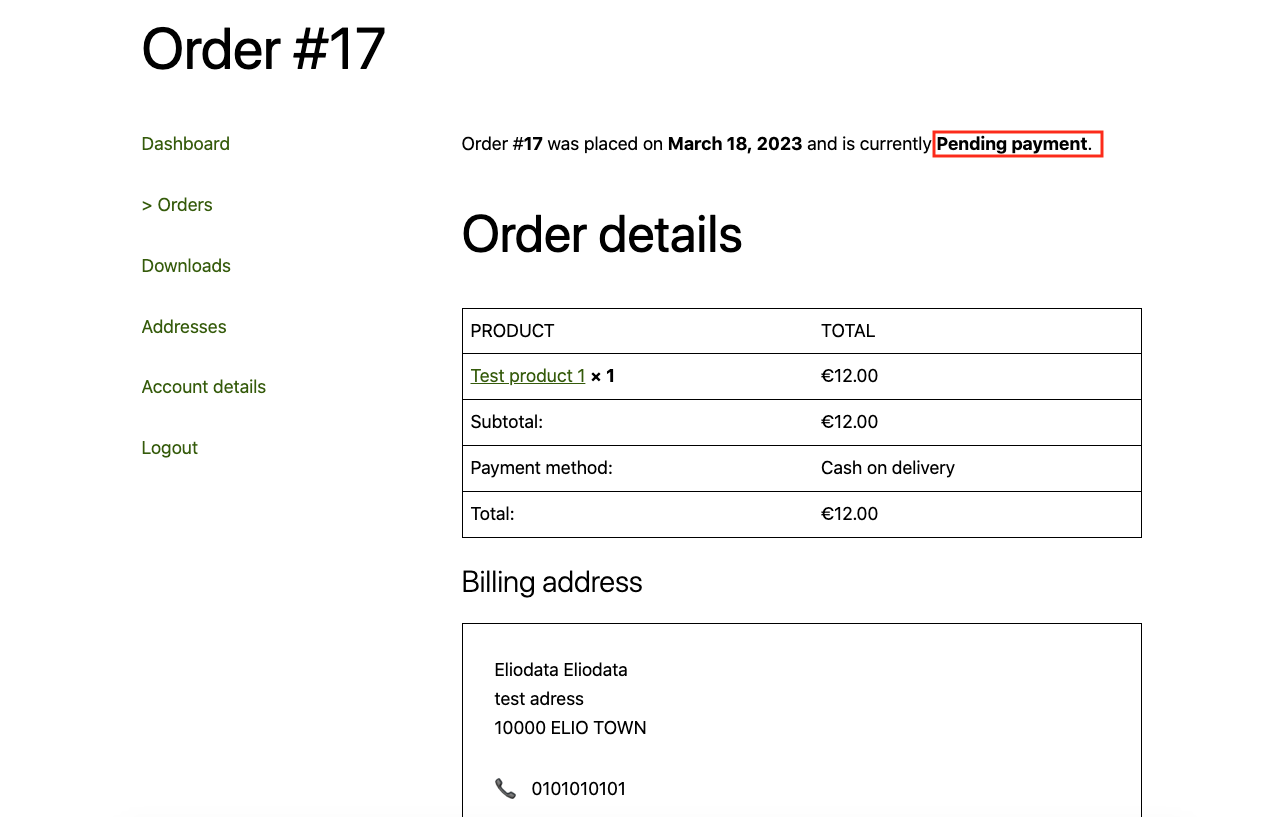 Order #17
Dashboard
> Orders
Downloads
Addresses
Account details
Logout
Order #17 was placed on March 18, 2023 and is currently Pending payment.
Order details
PRODUCT TOTAL
Test product 1 × 1 €12.00
Subtotal: €12.00
Payment method: Cash on delivery
Total: €12.00
Billing address
Eliodata Eliodata
test adress
10000 ELIO TOWN
0101010101